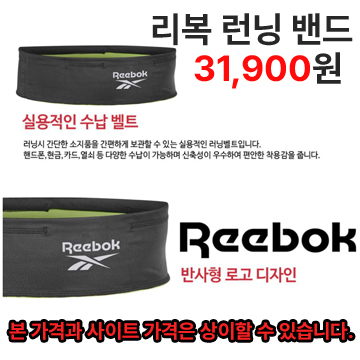 리복 런닝 밴드
31,900원
Reebok
실용적인 수납 벨트
러닝시 간단한 소지품을 간편하게 보관할 수 있는 실용적인 러닝벨트입니다.
핸드폰,현금,카드,열쇠 등 다양한 수납이 가능하며 신축성이 우수하여 편안한 착용감을 줍니다.
Reebok
Reebok
반사형 로고 디자인
본 가격과 사이트 가격은 상이할 수 있습니다.